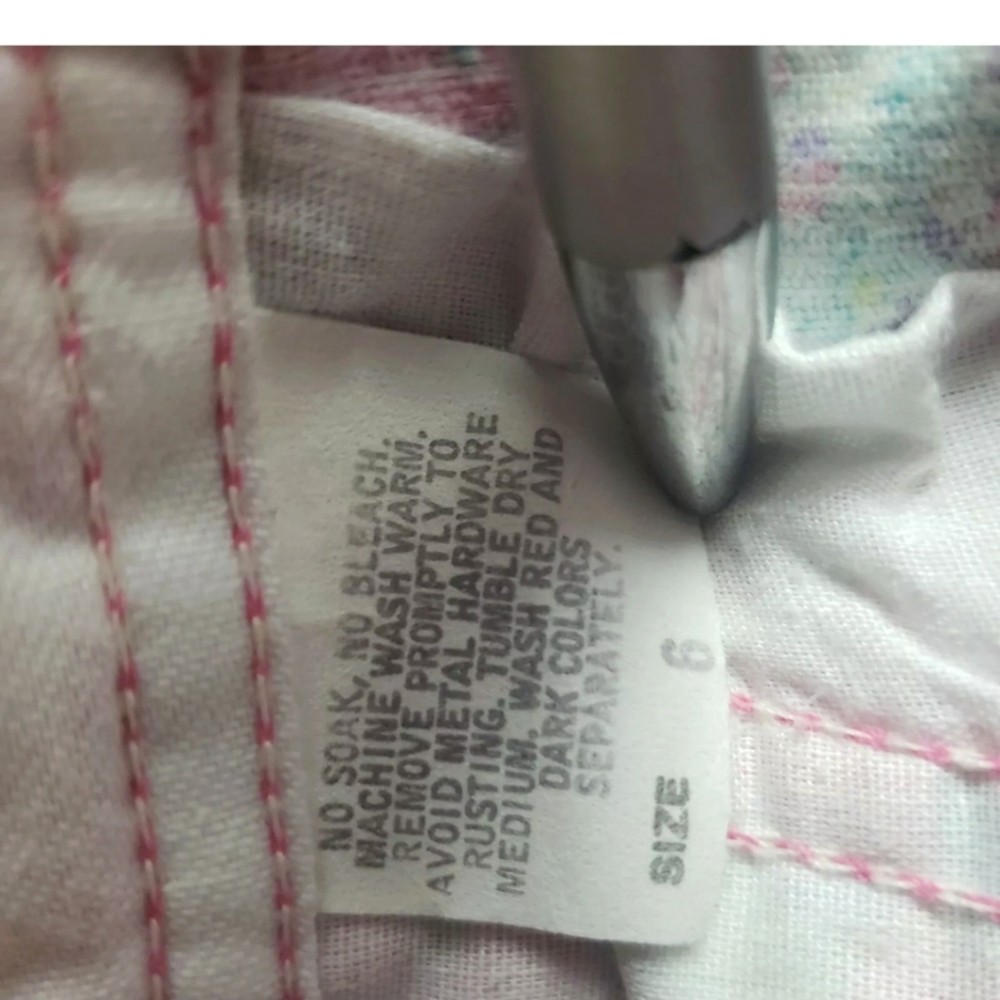 NO SOAK, NO BLEACH.
MACHINE WASH WARM.
REMOVE PROMPTLY TO
AVOID METAL HARDWARE
RUSTING. TUMBLE DRY
MEDIUM. WASH RED AND
DARK COLORS
SEPARATELY.
SIZE 6